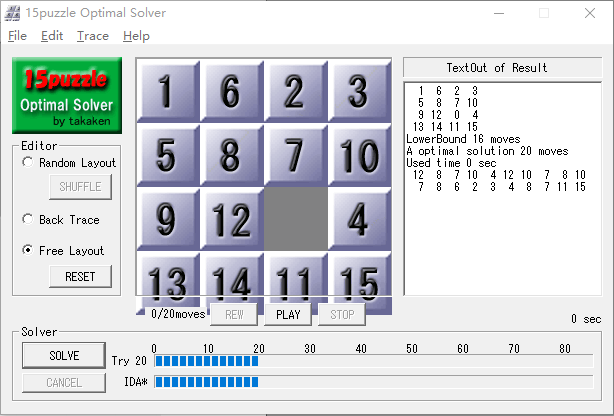 15puzzle Optimal Solver
File Edit Trace Help
15puzzle
Optimal Solver
by takaken
Editor
Random Layout
SHUFFLE
Back Trace
Free Layout
RESET
1 6 2 3
5 8 7 10
9 12 4
13 14 11 15
0/20moves REW PLAY STOP
TextOut of Result
1 6 2 3
5 8 7 10
9 12 0 4
13 14 11 15
LowerBound 16 moves
A optimal solution 20 moves
Used time 0 sec
12 8 7 10 4 12 10 7 8 10
7 8 6 2 3 4 8 7 11 15
0 sec
Solver
SOLVE
CANCEL
0 10 20 30 40 50 60 70 80
Try 20
IDA*